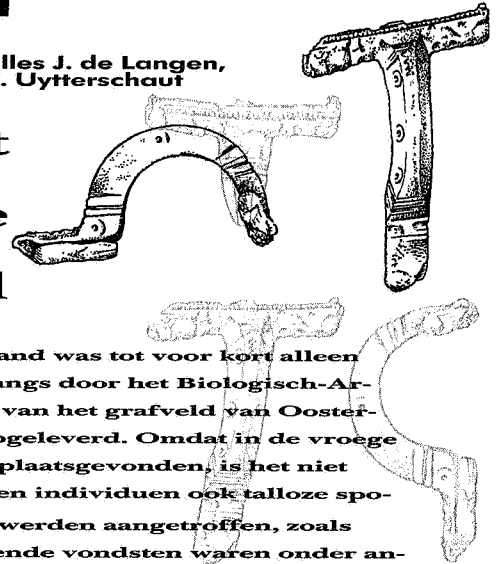 lles J. de Langen,
. Uytterschaut
t
e
l
and was tot voor kort alleen
angs door het Biologisch-Ar-
van het grafveld van Ooster-
pgeleverd. Omdat in de vroege
plaatsgevonden, is het niet
en individuen ook talloze spo-
werden aangetroffen, zoals
ende vondsten waren onder an-